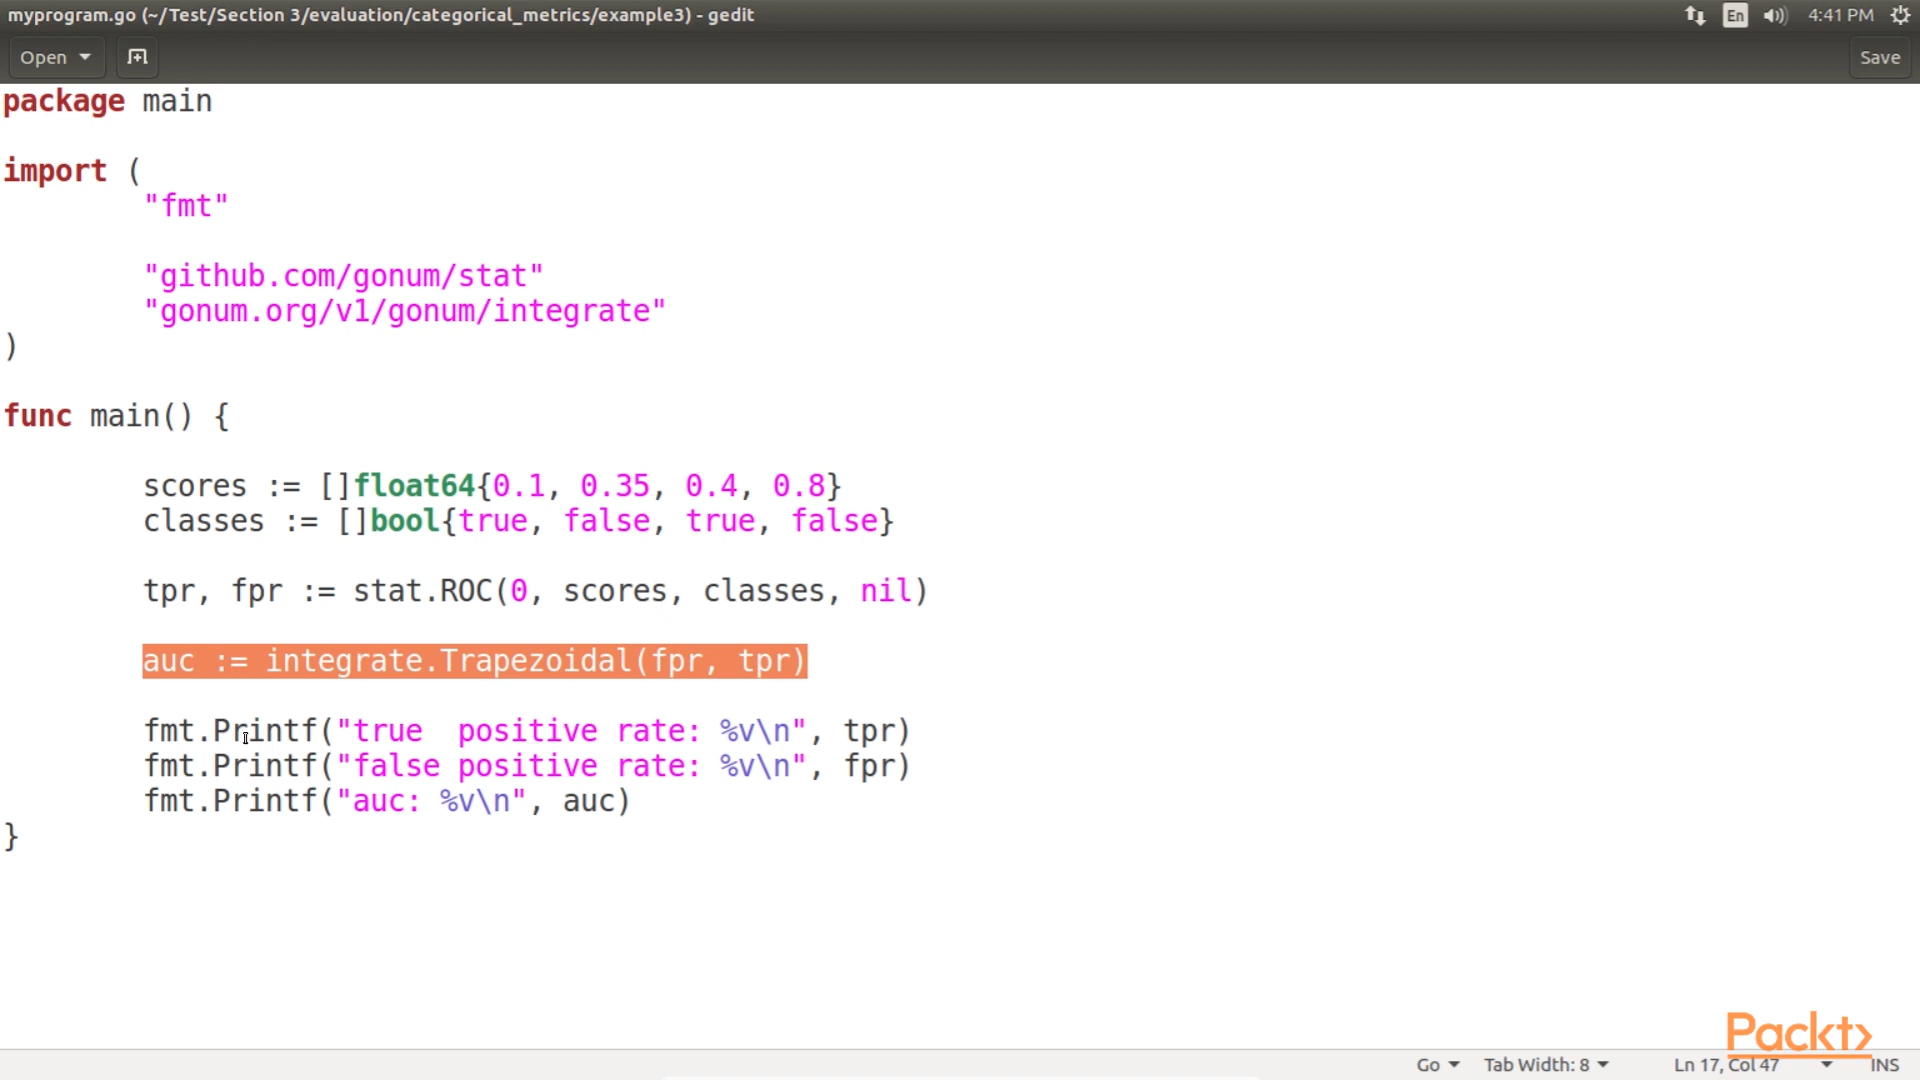 myprogram.go (~/Test/Section 3/evaluation/categorical_metrics/example3) - gedit
En 4:41 PM
Open
Save
package main
import (
"fmt"
"github.com/gonum/stat"
"gonum.org/v1/gonum/integrate"
)
func main() {
scores := []float64{0.1, 0.35, 0.4, 0.8}
classes := []bool{true, false, true, false}
tpr, fpr := stat.ROC(0, scores, classes, nil)
auc := integrate.Trapezoidal(fpr, tpr)
fmt.Printf("true  positive rate: %v\n", tpr)
fmt.Printf("false positive rate: %v\n", fpr)
fmt.Printf("auc: %v\n", auc)
}
Packt>
Go Tab Width: 8 Ln 17, Col 47 INS